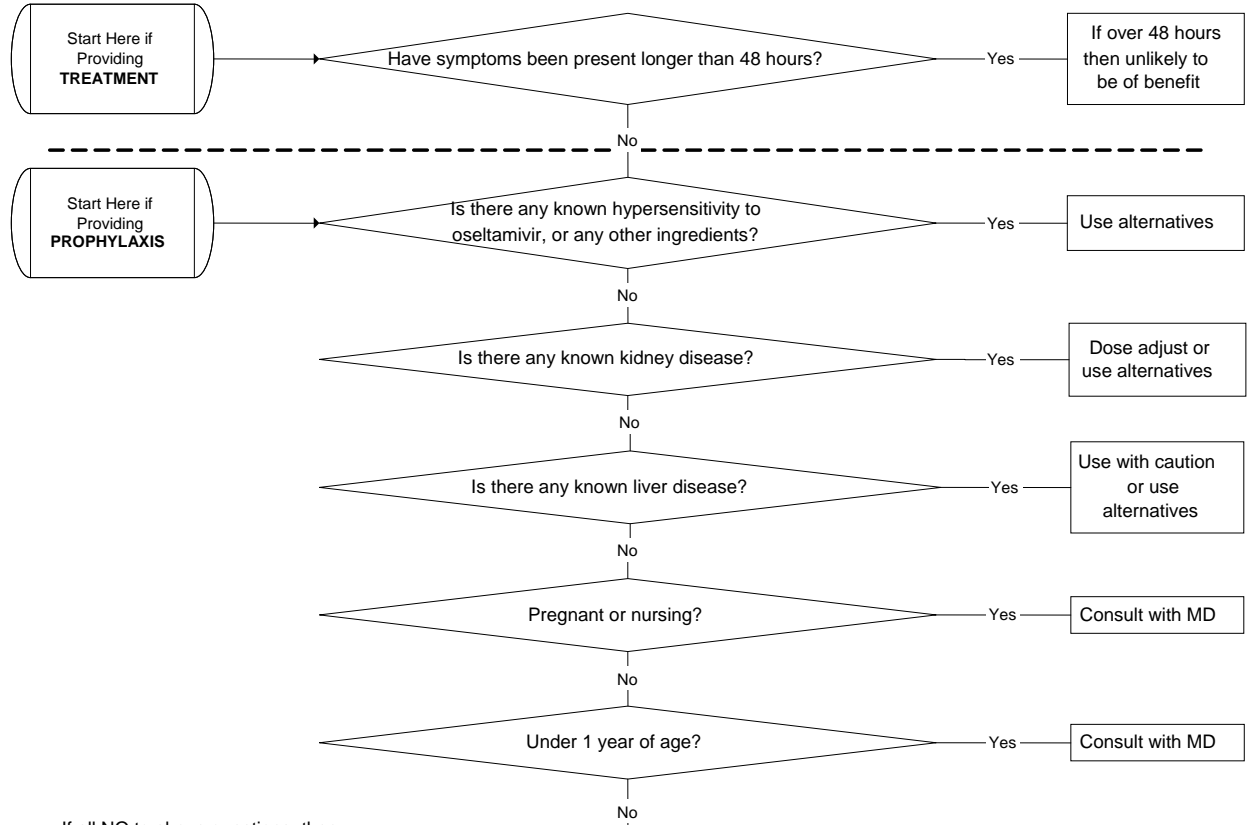 Start Here if
Providing
TREATMENT
Have symptoms been present longer than 48 hours?
Yes
If over 48 hours
then unlikely to
be of benefit
No
Start Here if
Providing
PROPHYLAXIS
Is there any known hypersensitivity to
oseltamivir, or any other ingredients?
Yes
Use alternatives
No
Is there any known kidney disease?
Yes
Dose adjust or
use alternatives
No
Is there any known liver disease?
Yes
Use with caution
or use
alternatives
No
Pregnant or nursing?
Yes
Consult with MD
No
Under 1 year of age?
Yes
Consult with MD
No
If all NO to